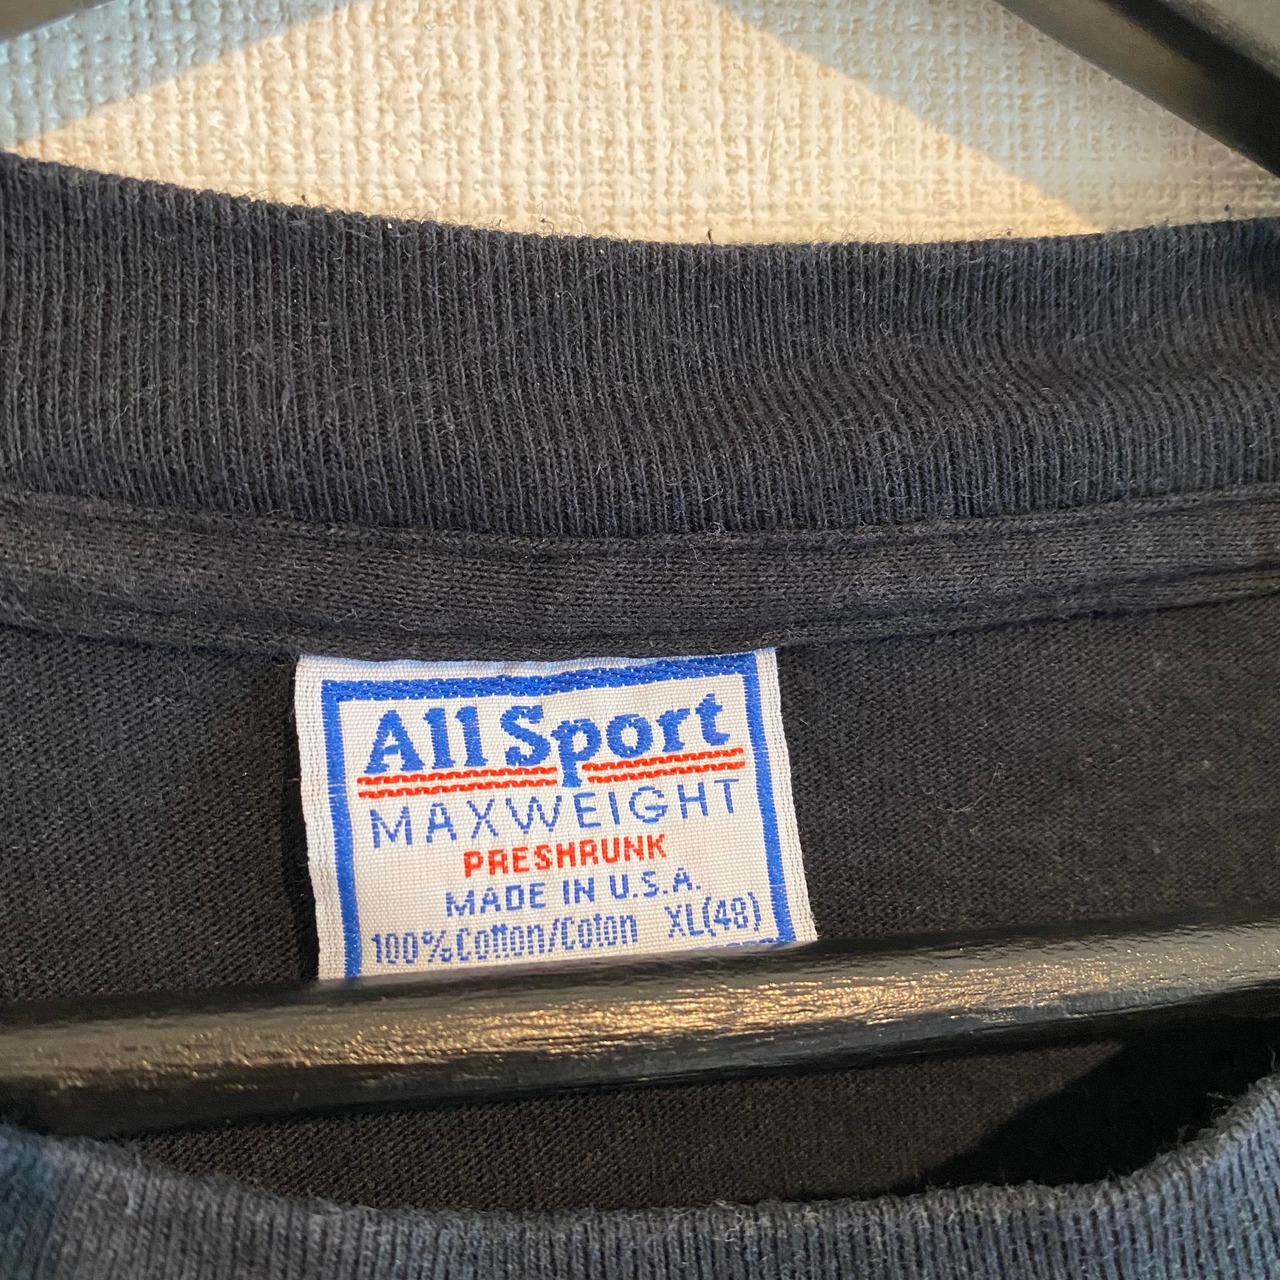 All Sport
MAXWEIGHT
PRESHRUNK
MADE IN U.S.A.
100% Cotton/Coton XL(48)